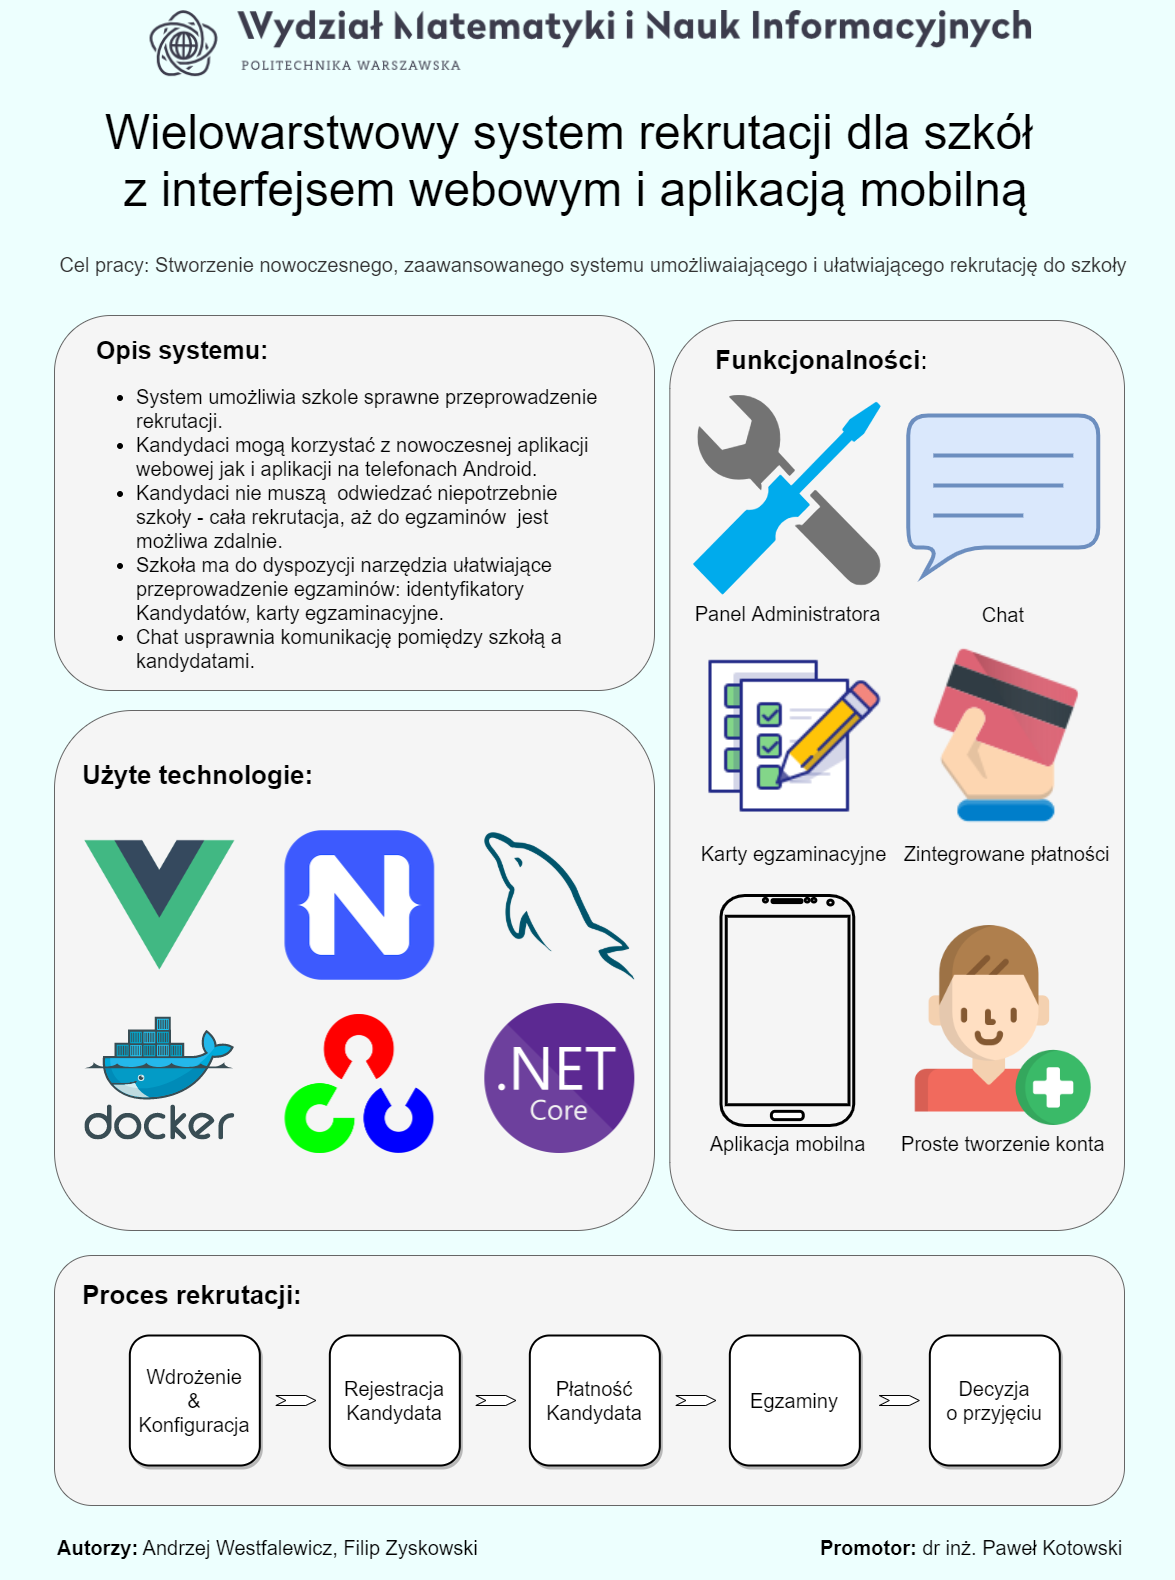 Wydział Matematyki i Nauk Informacyjnych
POLITECHNIKA WARSZAWSKA
Wielowarstwowy system rekrutacji dla szkół
z interfejsem webowym i aplikacją mobilną
Cel pracy: Stworzenie nowoczesnego, zaawansowanego systemu umożliwaiającego i ułatwiającego rekrutację do szkoły
Opis systemu:
• System umożliwia szkole sprawne przeprowadzenie
rekrutacji.
• Kandydaci mogą korzystać z nowoczesnej aplikacji
webowej jak i aplikacji na telefonach Android.
• Kandydaci nie muszą odwiedzać niepotrzebnie
szkoły - cała rekrutacja, aż do egzaminów jest
możliwa zdalnie.
• Szkoła ma do dyspozycji narzędzia ułatwiające
przeprowadzenie egzaminów: identyfikatory
Kandydatów, karty egzaminacyjne.
• Chat usprawnia komunikację pomiędzy szkołą a
kandydatami.
Użyte technologie:
N
docker
.NET
Core
Funkcjonalności:
Panel Administratora
Chat
Karty egzaminacyjne
Zintegrowane płatności
Aplikacja mobilna
Proste tworzenie konta
Proces rekrutacji:
Wdrożenie
&
Konfiguracja
Rejestracja
Kandydata
Płatność
Kandydata
Egzaminy
Decyzja
o przyjęciu
Autorzy: Andrzej Westfalewicz, Filip Zyskowski
Promotor: dr inż. Paweł Kotowski